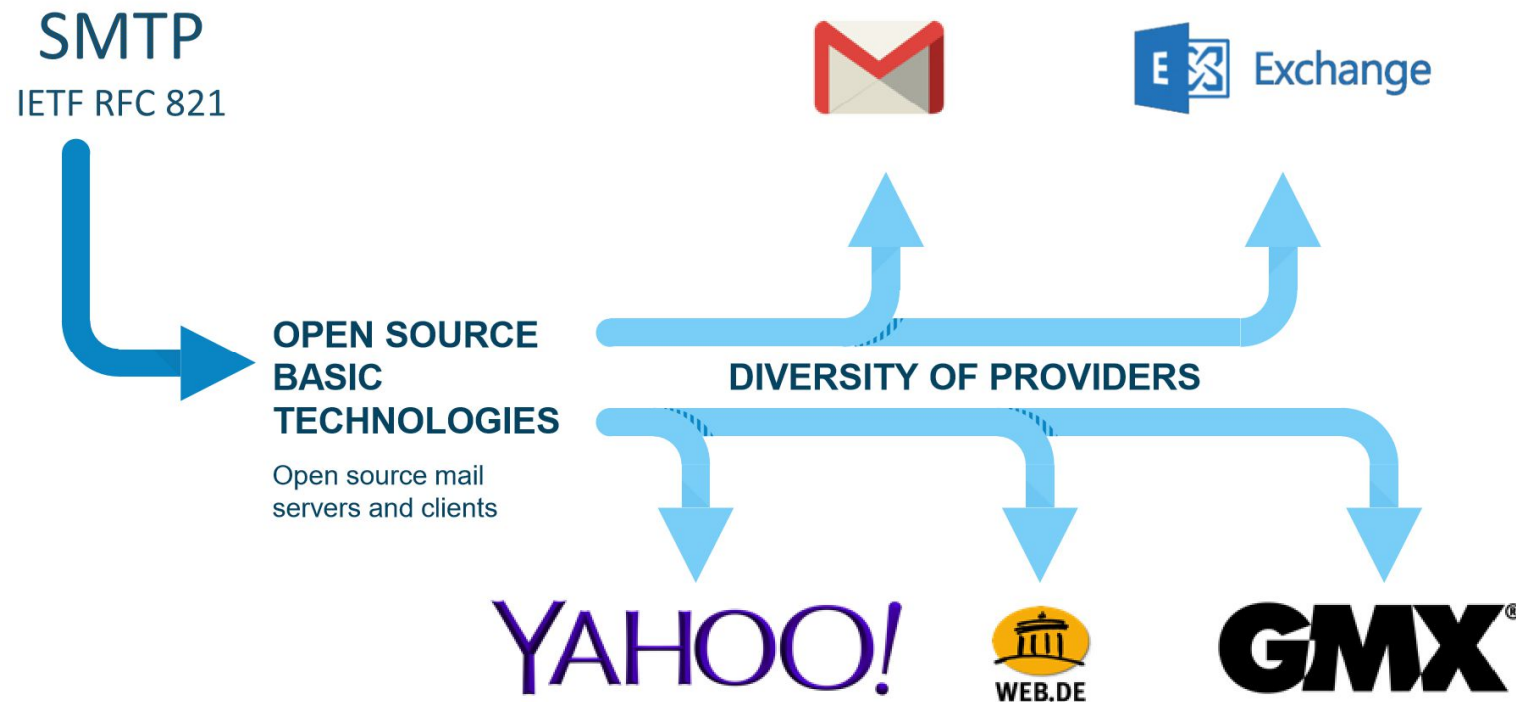 SMTP
IETF RFC 821
E Exchange
OPEN SOURCE
BASIC
TECHNOLOGIES
DIVERSITY OF PROVIDERS
Open source mail
servers and clients
YAHOO!
WEB.DE
GMX®